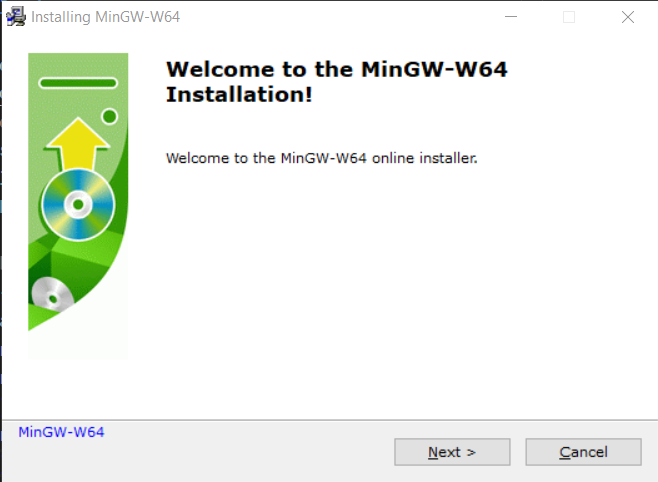 Installing MinGW-W64
Welcome to the MinGW-W64
Installation!
Welcome to the MinGW-W64 online installer.
MinGW-W64
Next >
Cancel